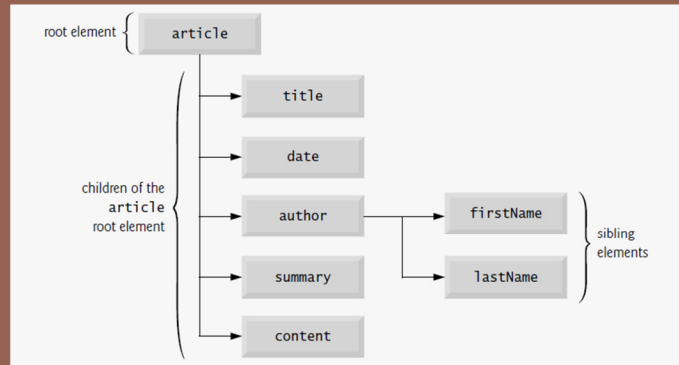 root element
article
title
date
children of the
article
root element
author
firstName
sibling
elements
summary
lastName
content